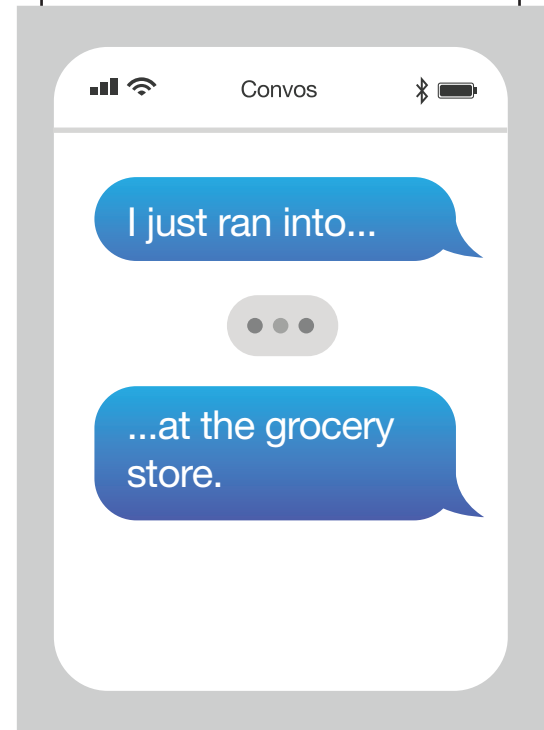 Convos
I just ran into...
...at the grocery
store.